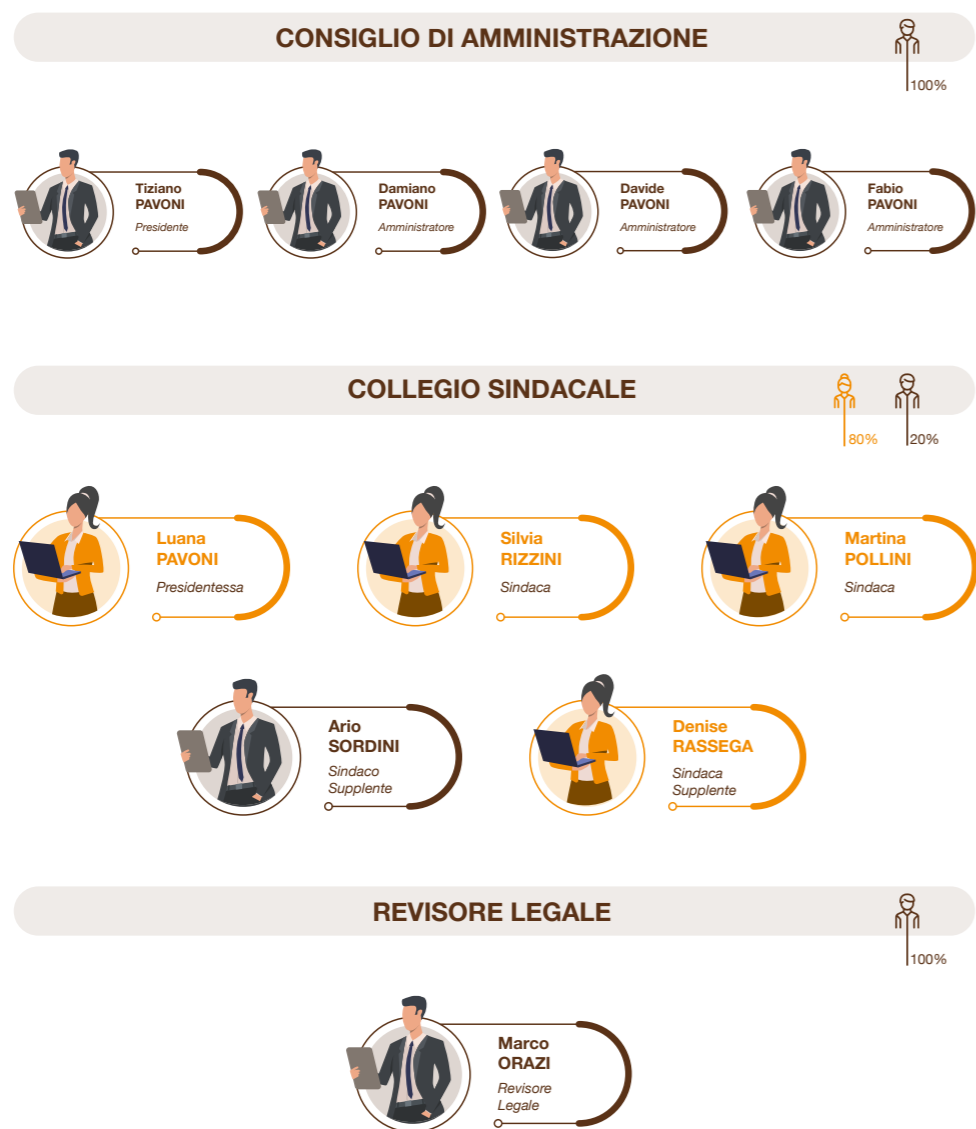 CONSIGLIO DI AMMINISTRAZIONE
100%
Tiziano
PAVONI
Presidente
Damiano
PAVONI
Amministratore
Davide
PAVONI
Amministratore
Fabio
PAVONI
Amministratore
COLLEGIO SINDACALE
80%
20%
Luana
PAVONI
Presidentessa
Silvia
RIZZINI
Sindaca
Martina
POLLINI
Sindaca
Ario
SORDINI
Sindaco
Supplente
Denise
RASSEGA
Sindaca
Supplente
REVISORE LEGALE
100%
Marco
ORAZI
Revisore
Legale